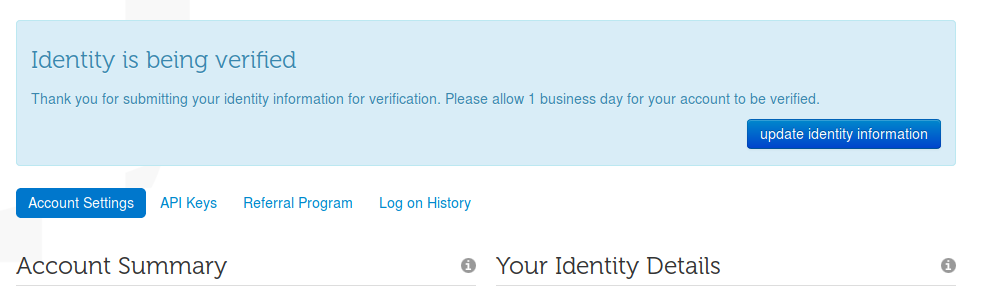 Identity is being verified
Thank you for submitting your identity information for verification. Please allow 1 business day for your account to be verified.
update identity information
Account Settings API Keys Referral Program Log on History
Account Summary
Your Identity Details